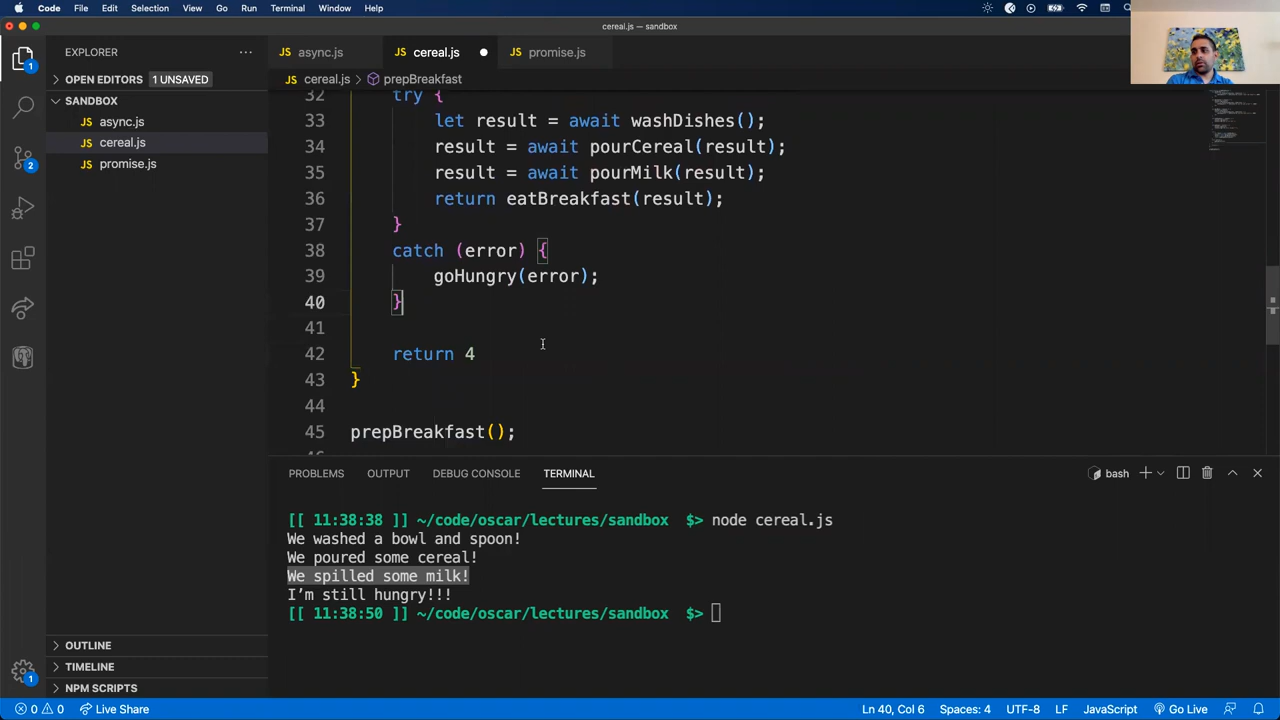 Code File Edit Selection View Go Run Terminal Window Help
cereal.js — sandbox
EXPLORER
JS async.js JS cereal.js JS promise.js
OPEN EDITORS 1 UNSAVED
JS cereal.js > prepBreakfast
SANDBOX
JS async.js
JS cereal.js
JS promise.js
32 try {
33 let result = await washDishes();
34 result = await pourCereal(result);
35 result = await pourMilk(result);
36 return eatBreakfast(result);
37 }
38 catch (error) {
39 goHungry(error);
40 }
41
42 return 4
43 }
44
45 prepBreakfast();
PROBLEMS OUTPUT DEBUG CONSOLE TERMINAL bash
[[ 11:38:38 ]] ~/code/oscar/lectures/sandbox $> node cereal.js
We washed a bowl and spoon!
We poured some cereal!
We spilled some milk!
I’m still hungry!!!
[[ 11:38:50 ]] ~/code/oscar/lectures/sandbox $>
OUTLINE
TIMELINE
NPM SCRIPTS
1
2
1
0 0 Live Share Ln 40, Col 6 Spaces: 4 UTF-8 LF JavaScript Go Live